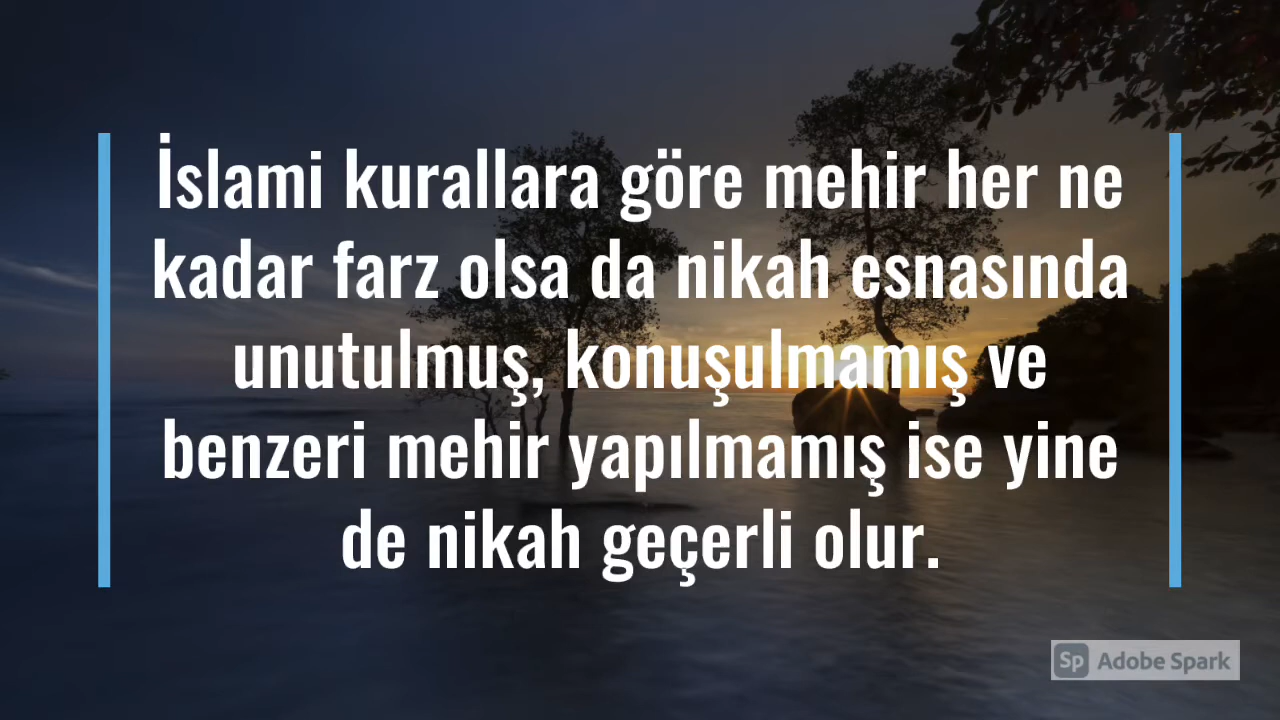 İslami kurallara göre mehir her ne
kadar farz olsa da nikah esnasında
unutulmuş, konuşulmamış ve
benzeri mehir yapılmamış ise yine
de nikah geçerli olur.
Sp Adobe Spark